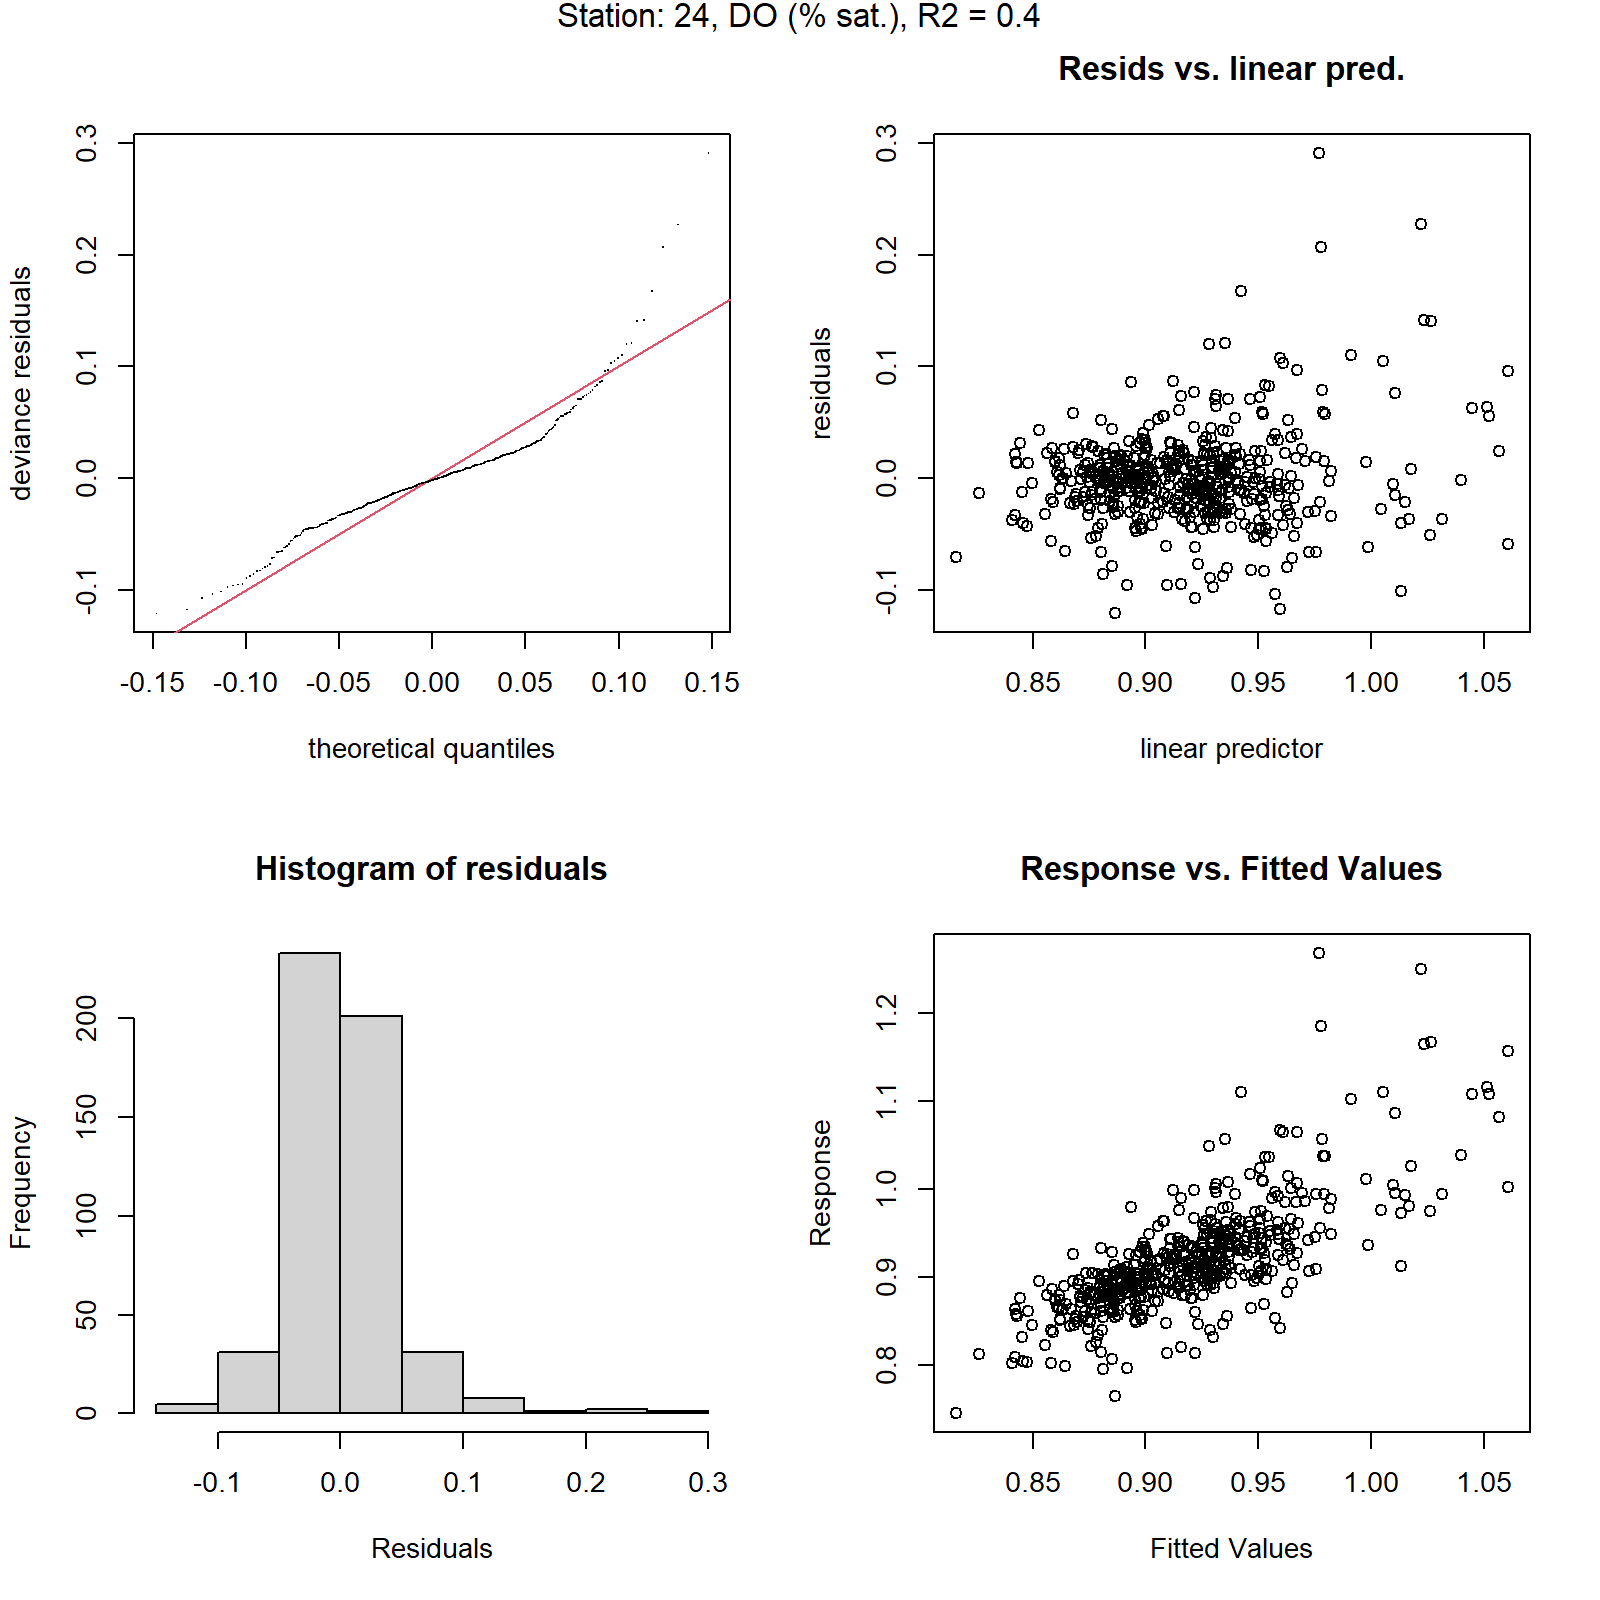 Station: 24, DO (% sat.), R2 = 0.4
deviance residuals
0.3
0.2
0.1
0.0
-0.1
-0.15 -0.10 -0.05 0.00 0.05 0.10 0.15
theoretical quantiles
Resids vs. linear pred.
residuals
0.3
0.2
0.1
0.0
-0.1
0.85 0.90 0.95 1.00 1.05
linear predictor
Histogram of residuals
Frequency
200
150
100
50
0
-0.1 0.0 0.1 0.2 0.3
Residuals
Response vs. Fitted Values
Response
1.2
1.1
1.0
0.9
0.8
0.85 0.90 0.95 1.00 1.05
Fitted Values